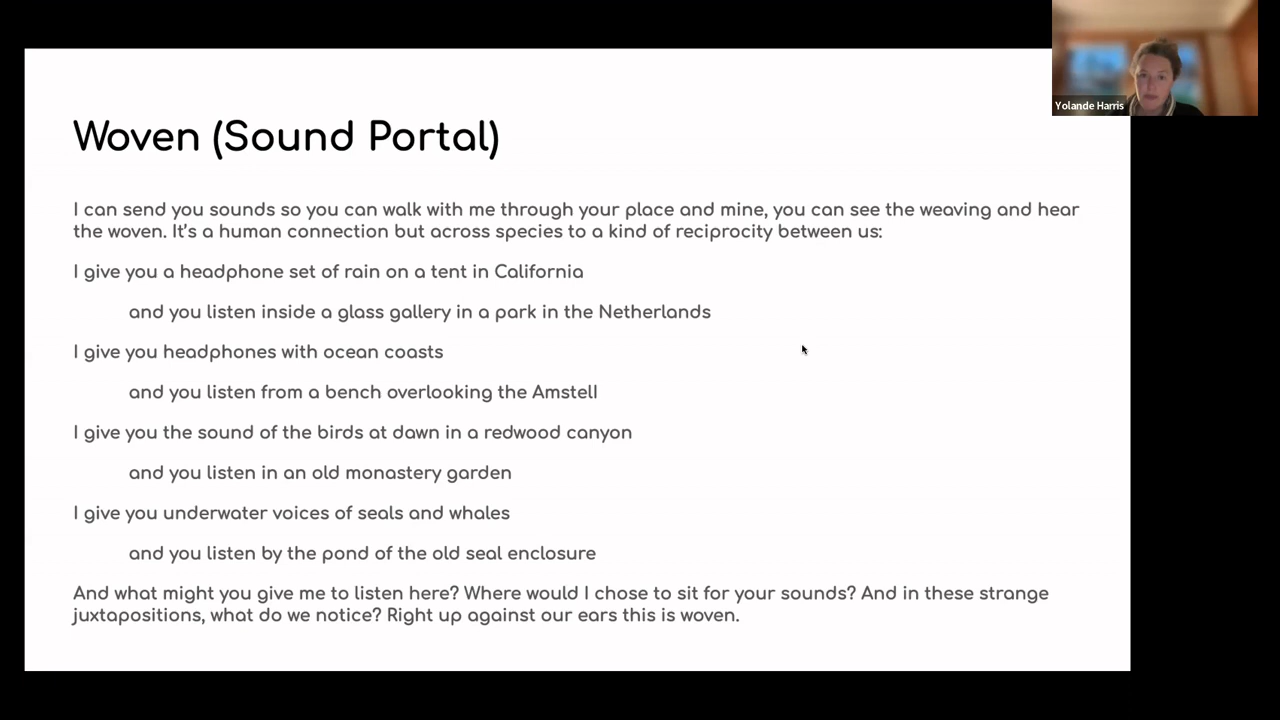 Yolande Harris
Woven (Sound Portal)
I can send you sounds so you can walk with me through your place and mine, you can see the weaving and hear
the woven. It’s a human connection but across species to a kind of reciprocity between us:
I give you a headphone set of rain on a tent in California
and you listen inside a glass gallery in a park in the Netherlands
I give you headphones with ocean coasts
and you listen from a bench overlooking the Amstell
I give you the sound of the birds at dawn in a redwood canyon
and you listen in an old monastery garden
I give you underwater voices of seals and whales
and you listen by the pond of the old seal enclosure
And what might you give me to listen here? Where would I chose to sit for your sounds? And in these strange
juxtapositions, what do we notice? Right up against our ears this is woven.